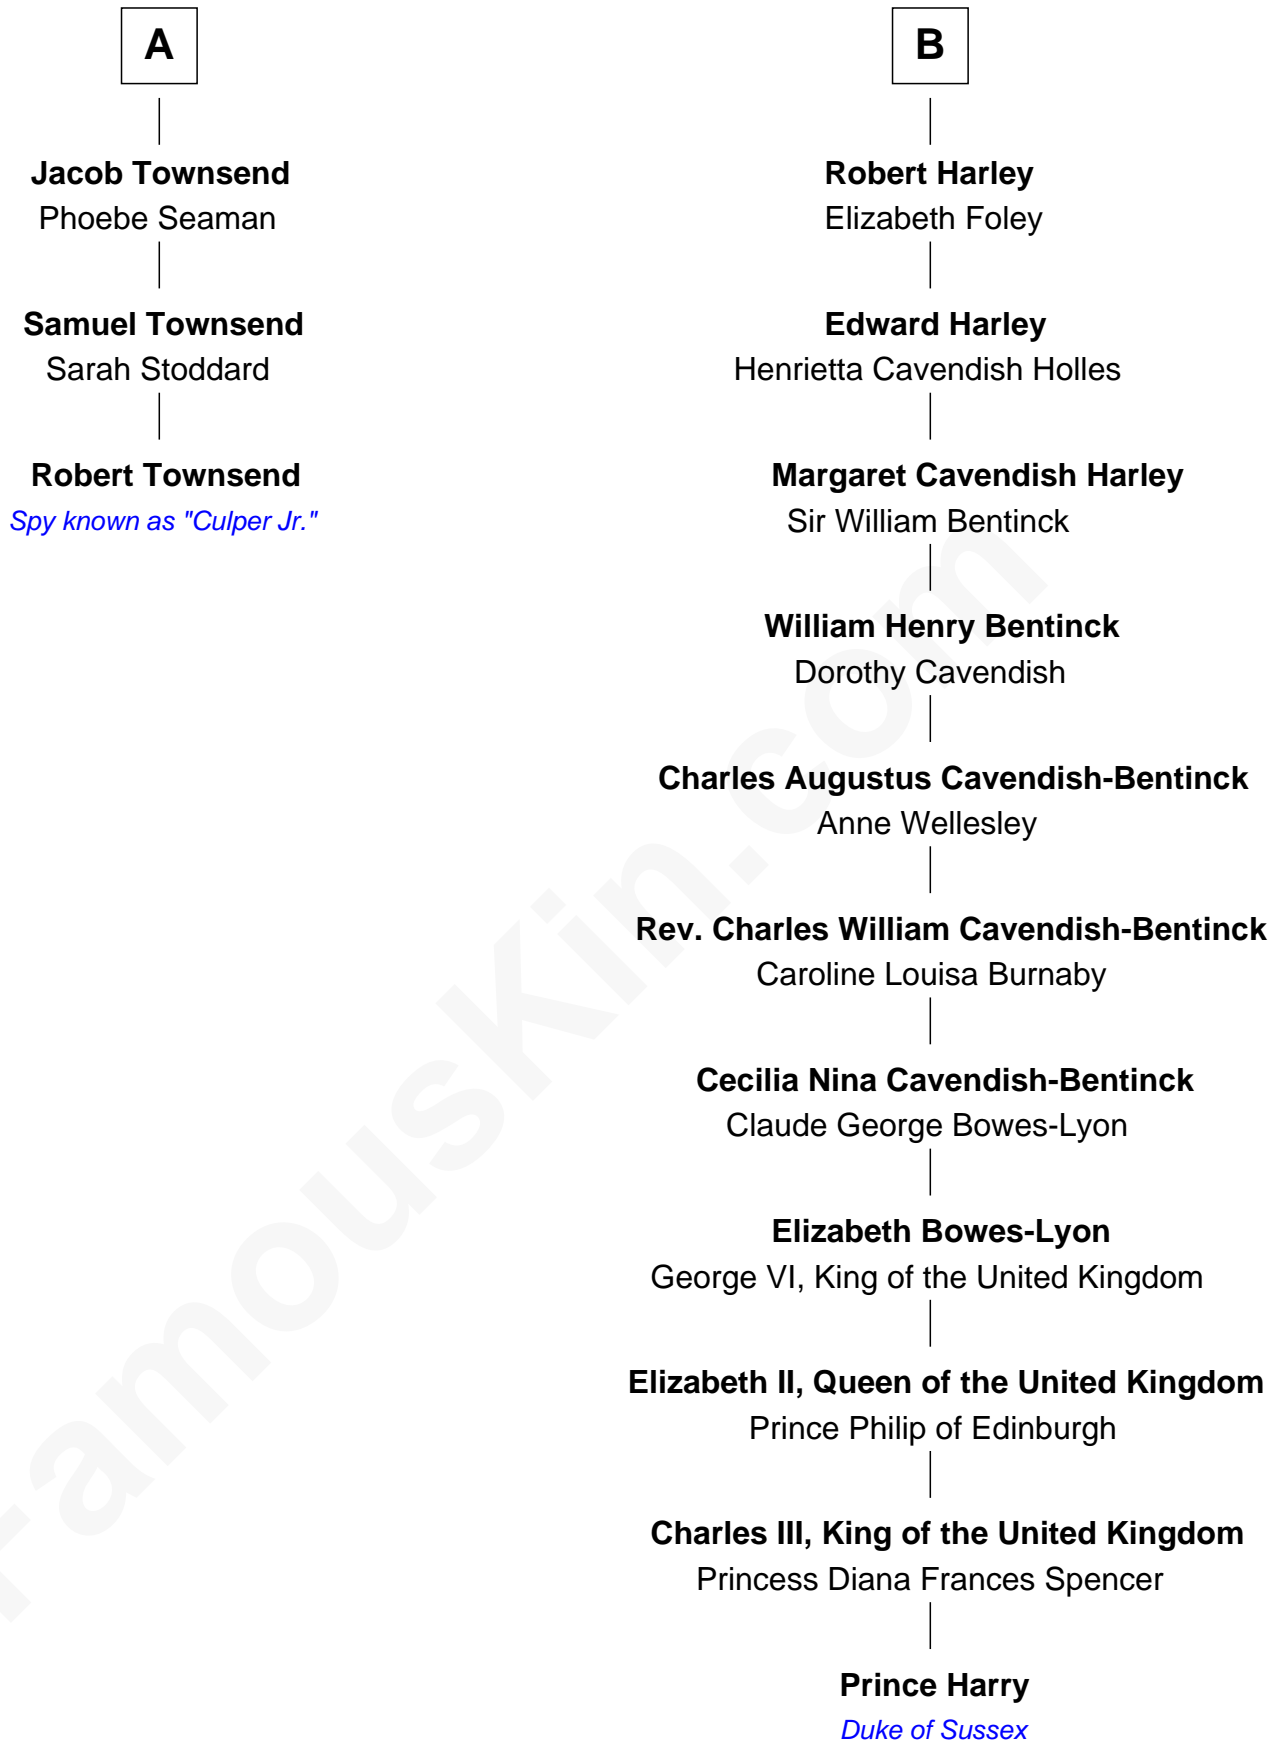 A
Jacob Townsend
Phoebe Seaman
Samuel Townsend
Sarah Stoddard
Robert Townsend
Spy known as "Culper Jr."
B
Robert Harley
Elizabeth Foley
Edward Harley
Henrietta Cavendish Holles
Margaret Cavendish Harley
Sir William Bentinck
William Henry Bentinck
Dorothy Cavendish
Charles Augustus Cavendish-Bentinck
Anne Wellesley
Rev. Charles William Cavendish-Bentinck
Caroline Louisa Burnaby
Cecilia Nina Cavendish-Bentinck
Claude George Bowes-Lyon
Elizabeth Bowes-Lyon
George VI, King of the United Kingdom
Elizabeth II, Queen of the United Kingdom
Prince Philip of Edinburgh
Charles III, King of the United Kingdom
Princess Diana Frances Spencer
Prince Harry
Duke of Sussex
FamousKin.com